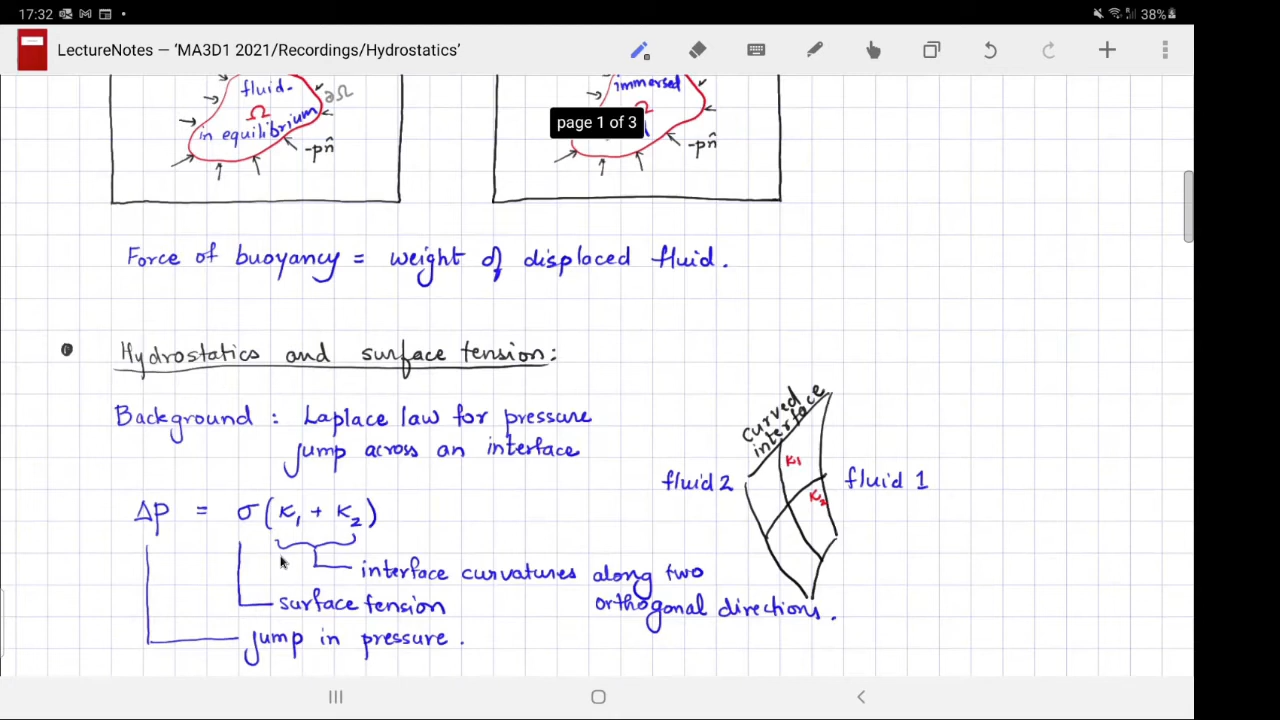 17:32
38%
LectureNotes — ‘MA3D1 2021/Recordings/Hydrostatics’
fluid.
Ω
in equilibrium
∂Ω
-pn̂
immersed
-pn̂
page 1 of 3
Force of buoyancy = weight of displaced fluid.
Hydrostatics and surface tension:
Background : Laplace law for pressure
jump across an interface
Δp = σ(κ₁ + κ₂)
interface curvatures along two
orthogonal directions.
surface tension
jump in pressure.
curved
interface
κ₁
κ₂
fluid 2
fluid 1